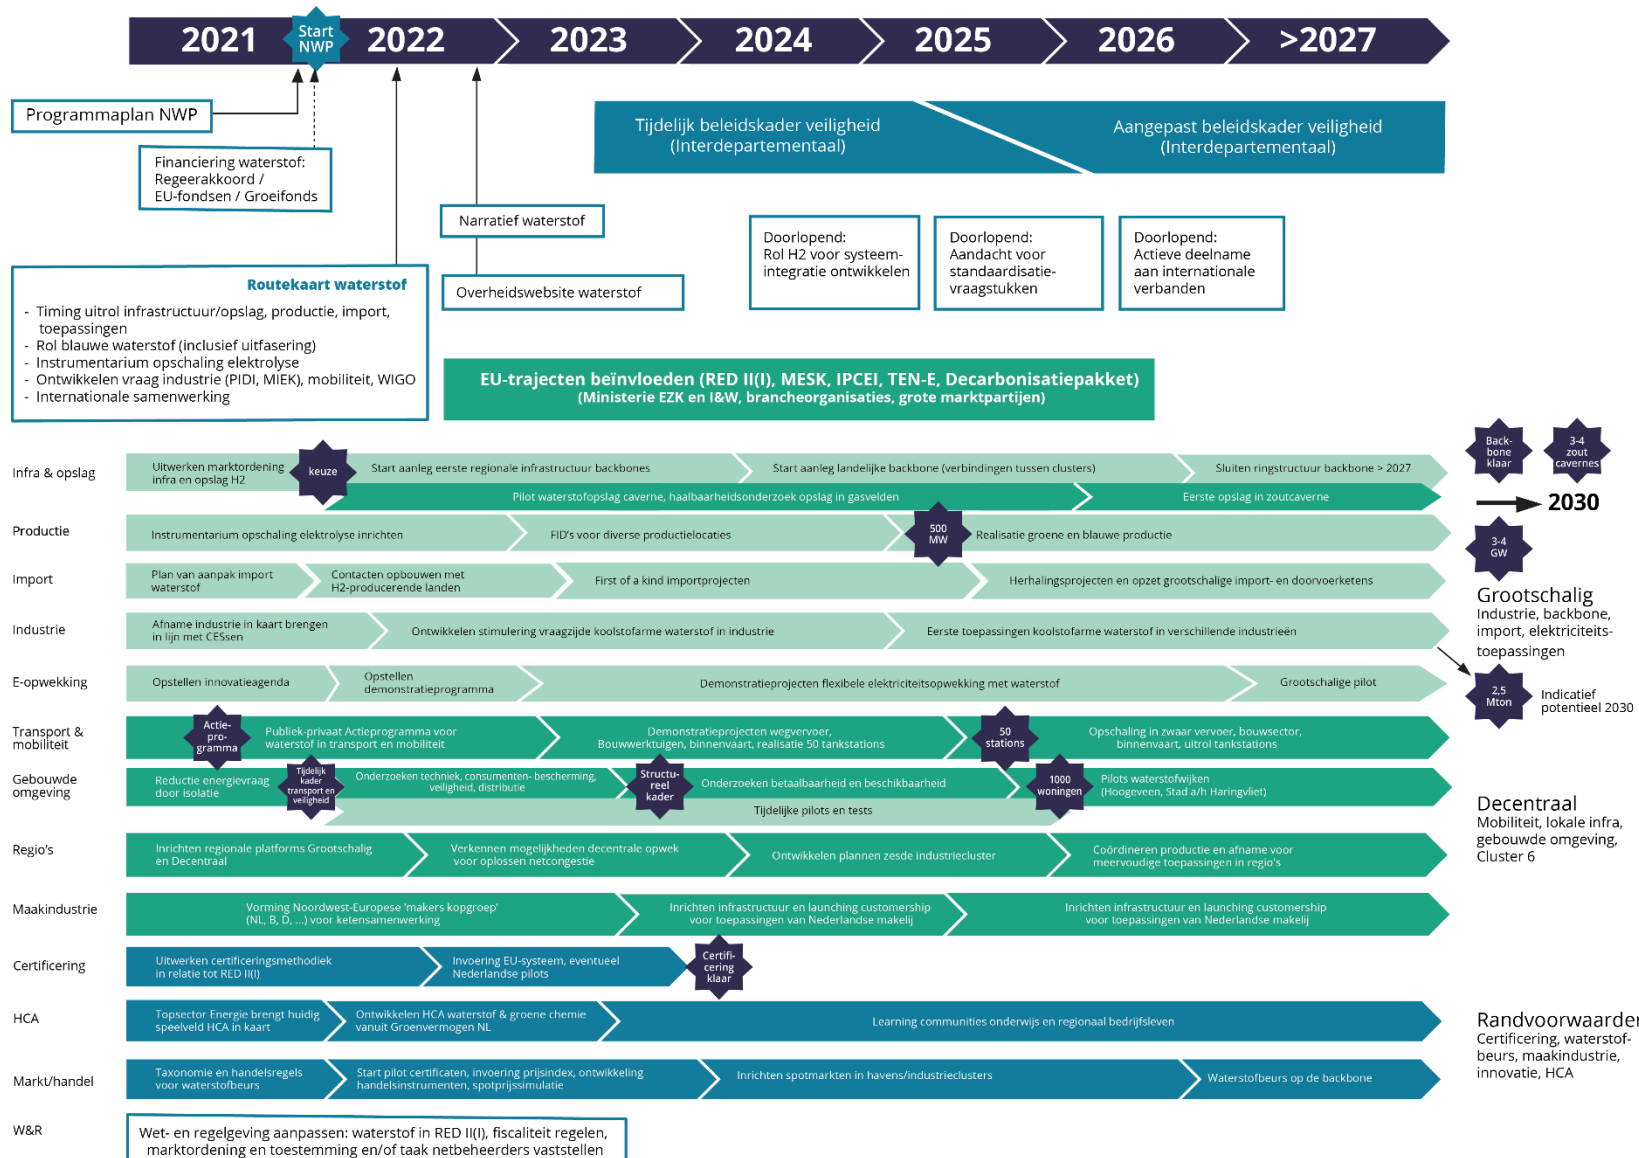 2021
Start
NWP
2022
2023
2024
2025
2026
>2027
Programmaplan NWP
Financiering waterstof:
Regeerakkoord /
EU-fondsen / Groeifonds
Tijdelijk beleidskader veiligheid
(Interdepartementaal)
Aangepast beleidskader veiligheid
(Interdepartementaal)
Narratief waterstof
Overheidswebsite waterstof
Doorlopend:
Rol H2 voor systeem-
integratie ontwikkelen
Doorlopend:
Aandacht voor
standaardisatie-
vraagstukken
Doorlopend:
Actieve deelname
aan internationale
verbanden
Routekaart waterstof
- Timing uitrol infrastructuur/opslag, productie, import,
toepassingen
- Rol blauwe waterstof (inclusief uitfasering)
- Instrumentarium opschaling elektrolyse
- Ontwikkelen vraag industrie (PIDI, MIEK), mobiliteit, WIGO
- Internationale samenwerking
EU-trajecten beïnvloeden (RED II(I), MESK, IPCEI, TEN-E, Decarbonisatiepakket)
(Ministerie EZK en I&W, brancheorganisaties, grote marktpartijen)
Infra & opslag
Uitwerken marktordening
infra en opslag H2
keuze
Start aanleg eerste regionale infrastructuur backbones
Start aanleg landelijke backbone (verbindingen tussen clusters)
Sluiten ringstructuur backbone > 2027
Pilot waterstofopslag caverne, haalbaarheidsonderzoek opslag in gasvelden
Eerste opslag in zoutcaverne
Back-
bone
klaar
3-4
zout
cavernes
2030
Productie
Instrumentarium opschaling elektrolyse inrichten
FID's voor diverse productielocaties
500
MW
Realisatie groene en blauwe productie
3-4
GW
Import
Plan van aanpak import
waterstof
Contacten opbouwen met
H2-producerende landen
First of a kind importprojecten
Herhalingsprojecten en opzet grootschalige import- en doorvoerketens
Grootschalig
Industrie, backbone,
import, elektriciteits-
toepassingen
Industrie
Afname industrie in kaart brengen
in lijn met CESsen
Ontwikkelen stimulering vraagzijde koolstofarme waterstof in industrie
Eerste toepassingen koolstofarme waterstof in verschillende industrieën
E-opwekking
Opstellen innovatieagenda
Opstellen
demonstratieprogramma
Demonstratieprojecten flexibele elektriciteitsopwekking met waterstof
Grootschalige pilot
2,5
Mton
Indicatief
potentieel 2030
Transport &
mobiliteit
Actie-
pro-
gramma
Publiek-privaat Actieprogramma voor
waterstof in transport en mobiliteit
Demonstratieprojecten wegvervoer,
Bouwwerktuigen, binnenvaart, realisatie 50 tankstations
50
stations
Opschaling in zwaar vervoer, bouwsector,
binnenvaart, uitrol tankstations
Gebouwde
omgeving
Reductie energievraag
door isolatie
Tijdelijk
kader
transport en
veiligheid
Onderzoeken techniek, consumenten- bescherming,
veiligheid, distributie
Structu-
reel
kader
Onderzoeken betaalbaarheid en beschikbaarheid
1000
woningen
Pilots waterstofwijken
(Hoogeveen, Stad a/h Haringvliet)
Tijdelijke pilots en tests
Decentraal
Mobiliteit, lokale infra,
gebouwde omgeving,
Cluster 6
Regio's
Inrichten regionale platforms Grootschalig
en Decentraal
Verkennen mogelijkheden decentrale opwek
voor oplossen netcongestie
Ontwikkelen plannen zesde industriecluster
Coördineren productie en afname voor
meervoudige toepassingen in regio's
Maakindustrie
Vorming Noordwest-Europese 'makers kopgroep'
(NL, B, D, ...) voor ketensamenwerking
Inrichten infrastructuur en launching customership
voor toepassingen van Nederlandse makelij
Inrichten infrastructuur en launching customership
voor toepassingen van Nederlandse makelij
Certificering
Uitwerken certificeringsmethodiek
in relatie tot RED II(I)
Invoering EU-systeem, eventueel
Nederlandse pilots
Certifi-
cering
klaar
HCA
Topsector Energie brengt huidig
speelveld HCA in kaart
Ontwikkelen HCA waterstof & groene chemie
vanuit Groenvermogen NL
Learning communities onderwijs en regionaal bedrijfsleven
Randvoorwaarden
Certificering, waterstof-
beurs, maakindustrie,
innovatie, HCA
Markt/handel
Taxonomie en handelsregels
voor waterstofbeurs
Start pilot certificaten, invoering prijsindex, ontwikkeling
handelsinstrumenten, spotprijssimulatie
Inrichten spotmarkten in havens/industrieclusters
Waterstofbeurs op de backbone
W&R
Wet- en regelgeving aanpassen: waterstof in RED II(I), fiscaliteit regelen,
marktordening en toestemming en/of taak netbeheerders vaststellen